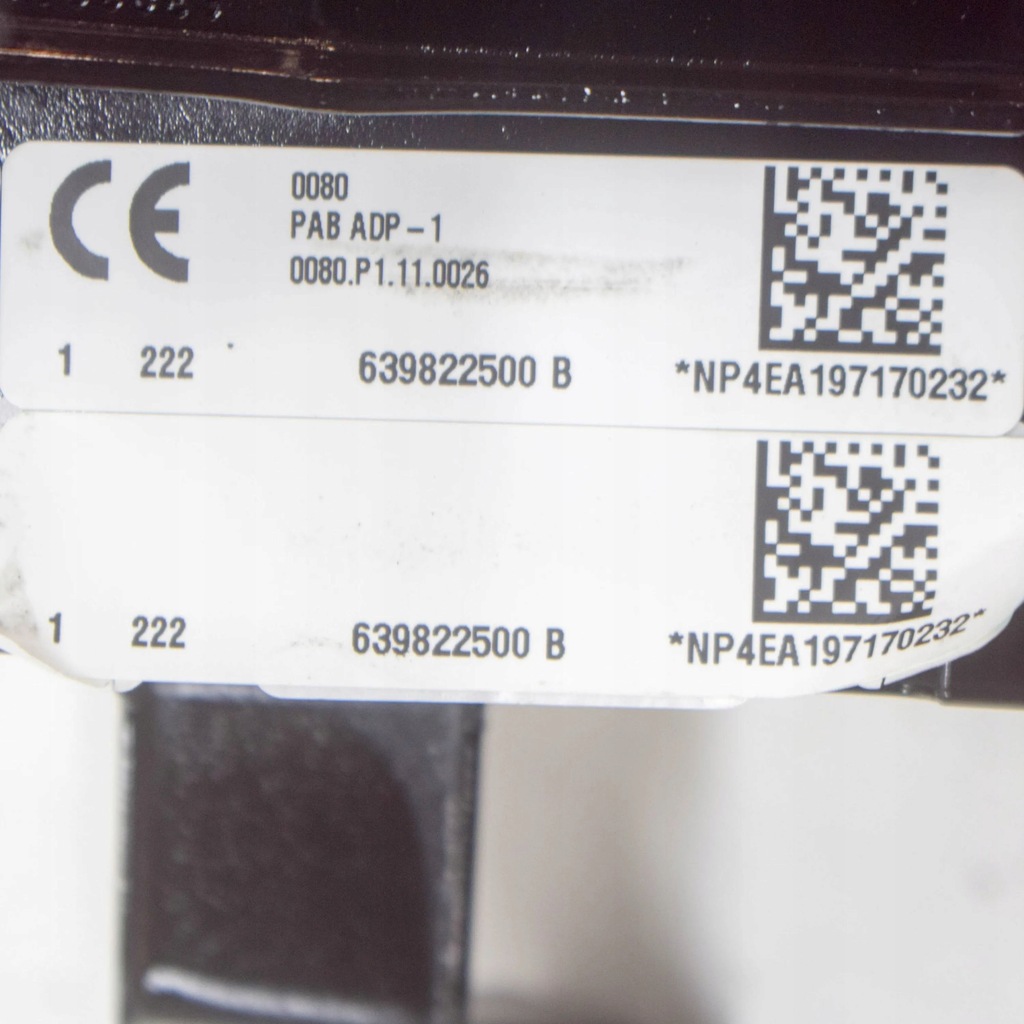 CE
0080
PAB ADP-1
0080.P1.11.0026
1 222 639822500 B *NP4EA197170232*
1 222 639822500 B *NP4EA197170232*